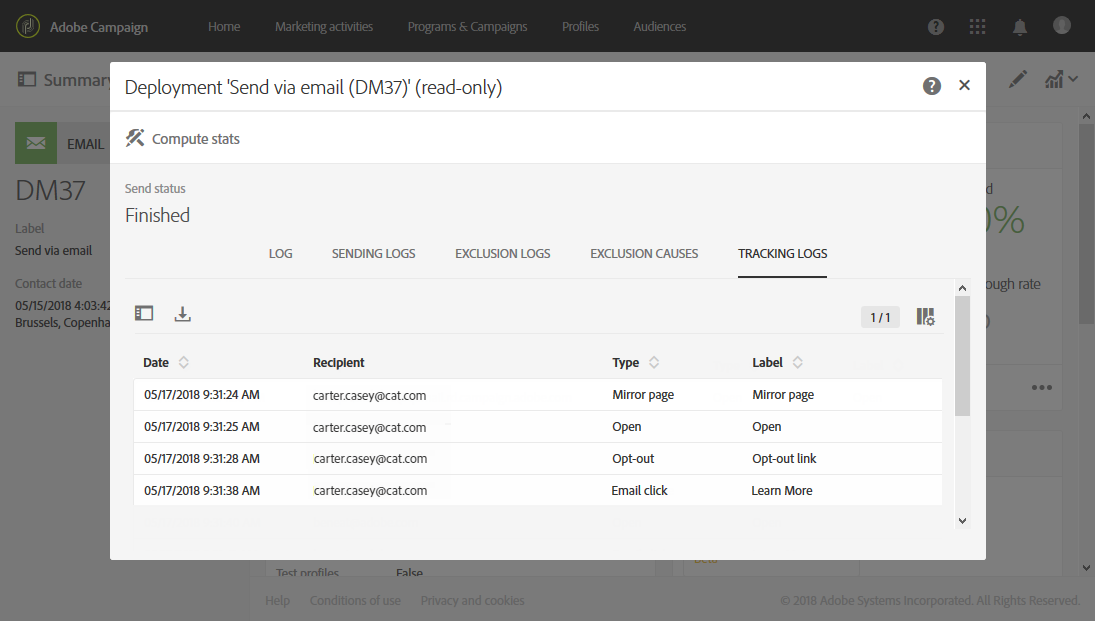 Adobe Campaign
Home
Marketing activities
Programs & Campaigns
Profiles
Audiences
Summary
Deployment 'Send via email (DM37)' (read-only)
Compute stats
EMAIL
DM37
Label
Send via email
Contact date
05/15/2018 4:03:42
Brussels, Copenha
Send status
Finished
LOG
SENDING LOGS
EXCLUSION LOGS
EXCLUSION CAUSES
TRACKING LOGS
1 / 1
Date Recipient Type Label
05/17/2018 9:31:24 AM carter.casey@cat.com Mirror page Mirror page
05/17/2018 9:31:25 AM carter.casey@cat.com Open Open
05/17/2018 9:31:28 AM carter.casey@cat.com Opt-out Opt-out link
05/17/2018 9:31:38 AM carter.casey@cat.com Email click Learn More
d
0%
ough rate
Test profiles False
Help
Conditions of use
Privacy and cookies
© 2018 Adobe Systems Incorporated. All Rights Reserved.